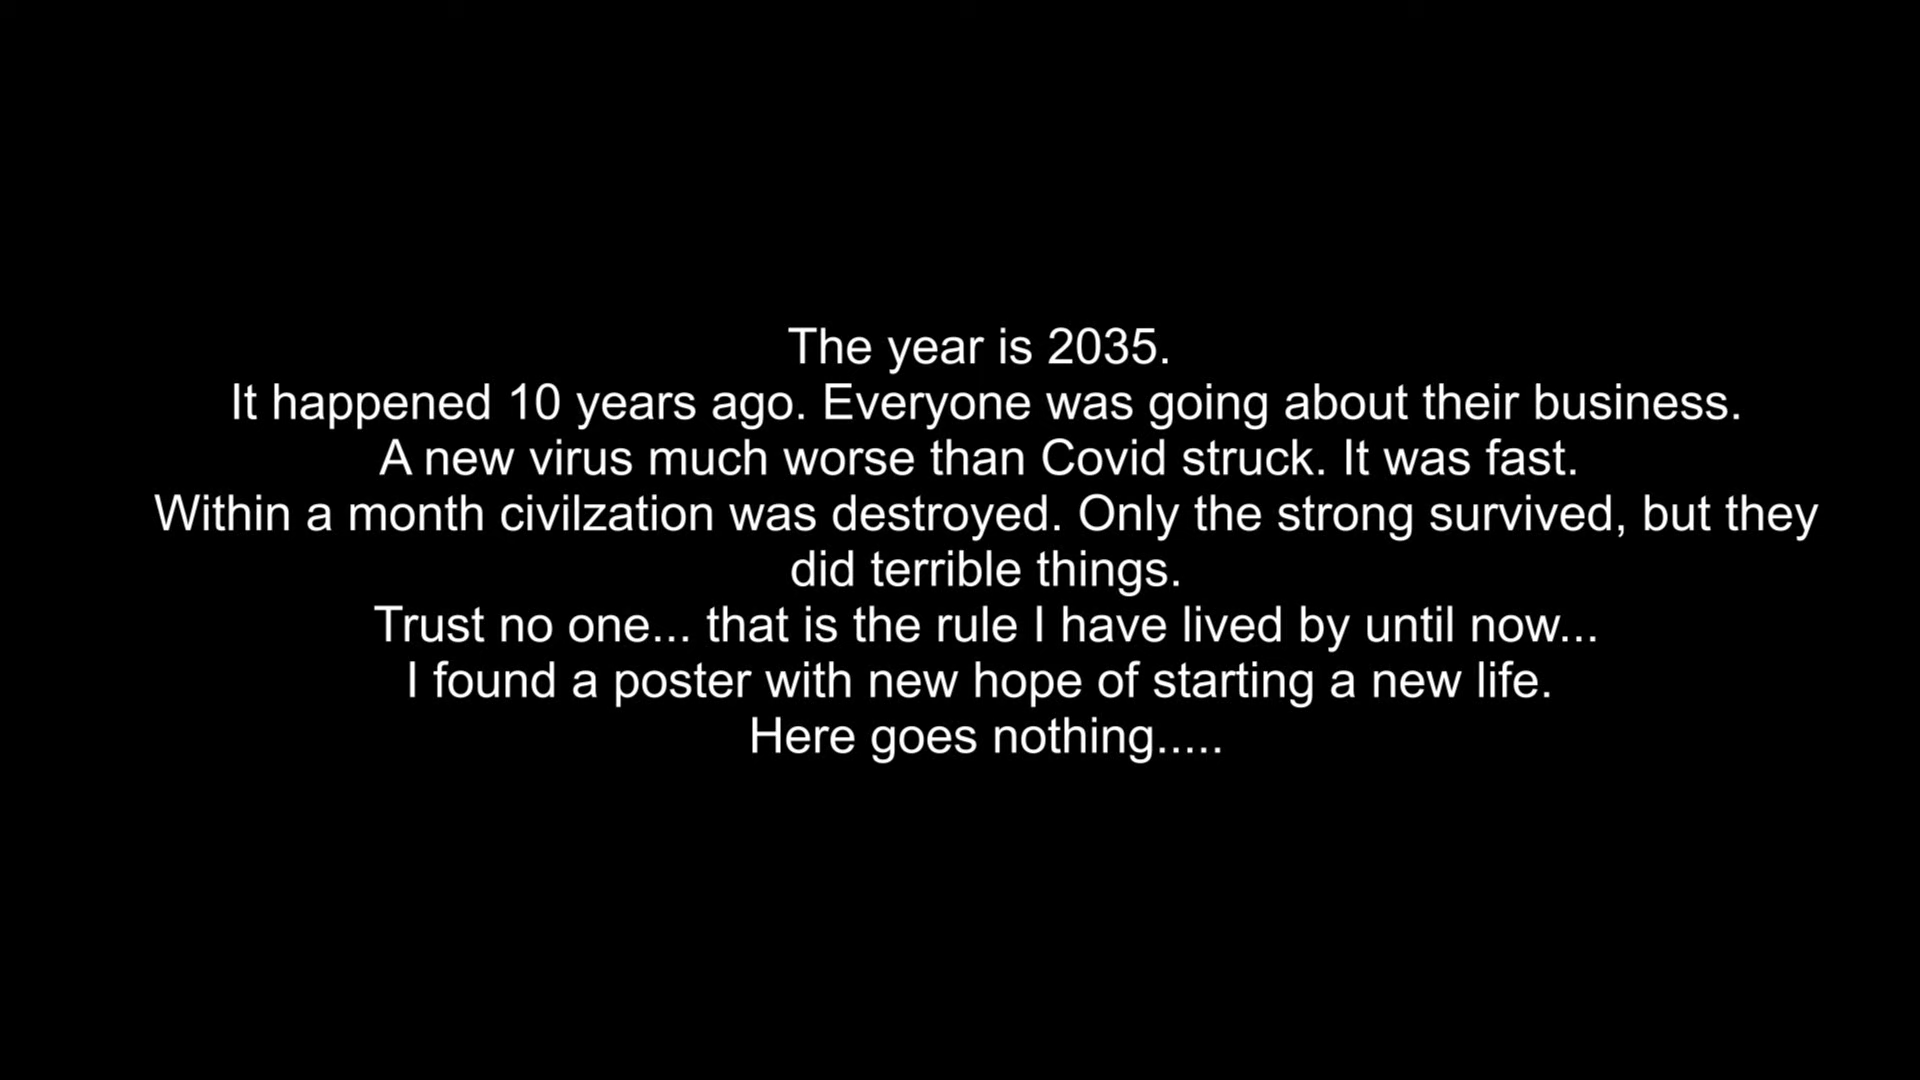 The year is 2035.
It happened 10 years ago. Everyone was going about their business.
A new virus much worse than Covid struck. It was fast.
Within a month civilzation was destroyed. Only the strong survived, but they
did terrible things.
Trust no one... that is the rule I have lived by until now...
I found a poster with new hope of starting a new life.
Here goes nothing.....